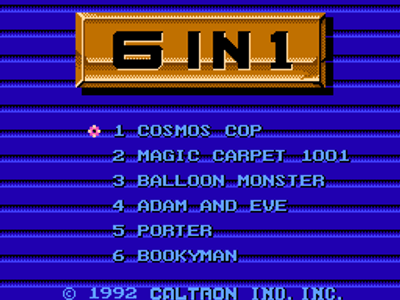 6 IN 1
1 COSMOS COP
2 MAGIC CARPET 1001
3 BALLOON MONSTER
4 ADAM AND EVE
5 PORTER
6 BOOKYMAN
© 1992 CALTRON IND. INC.